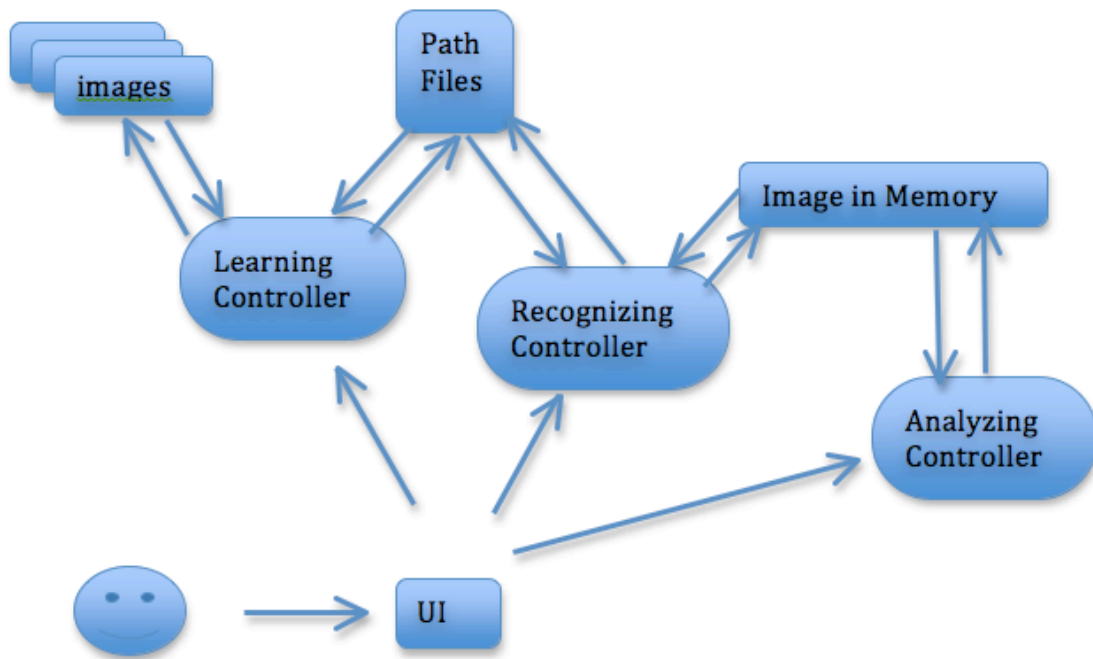 images
Path
Files
Image in Memory
Learning
Controller
Recognizing
Controller
Analyzing
Controller
UI